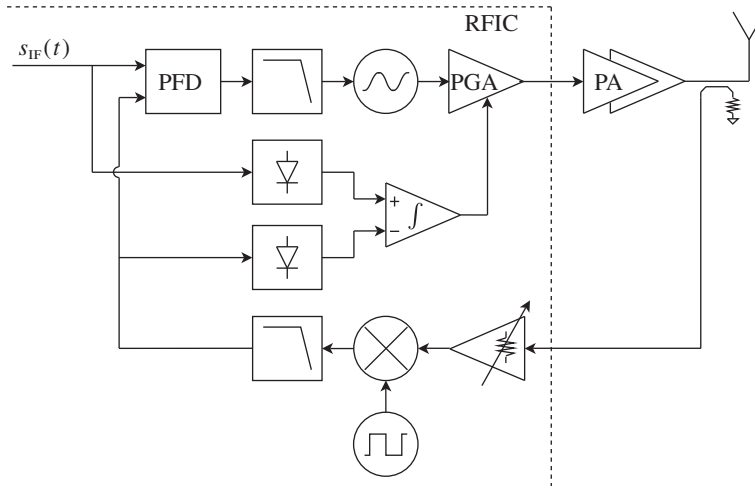 RFIC
s_IF(t)
PFD
PGA
PA
+
∫
−